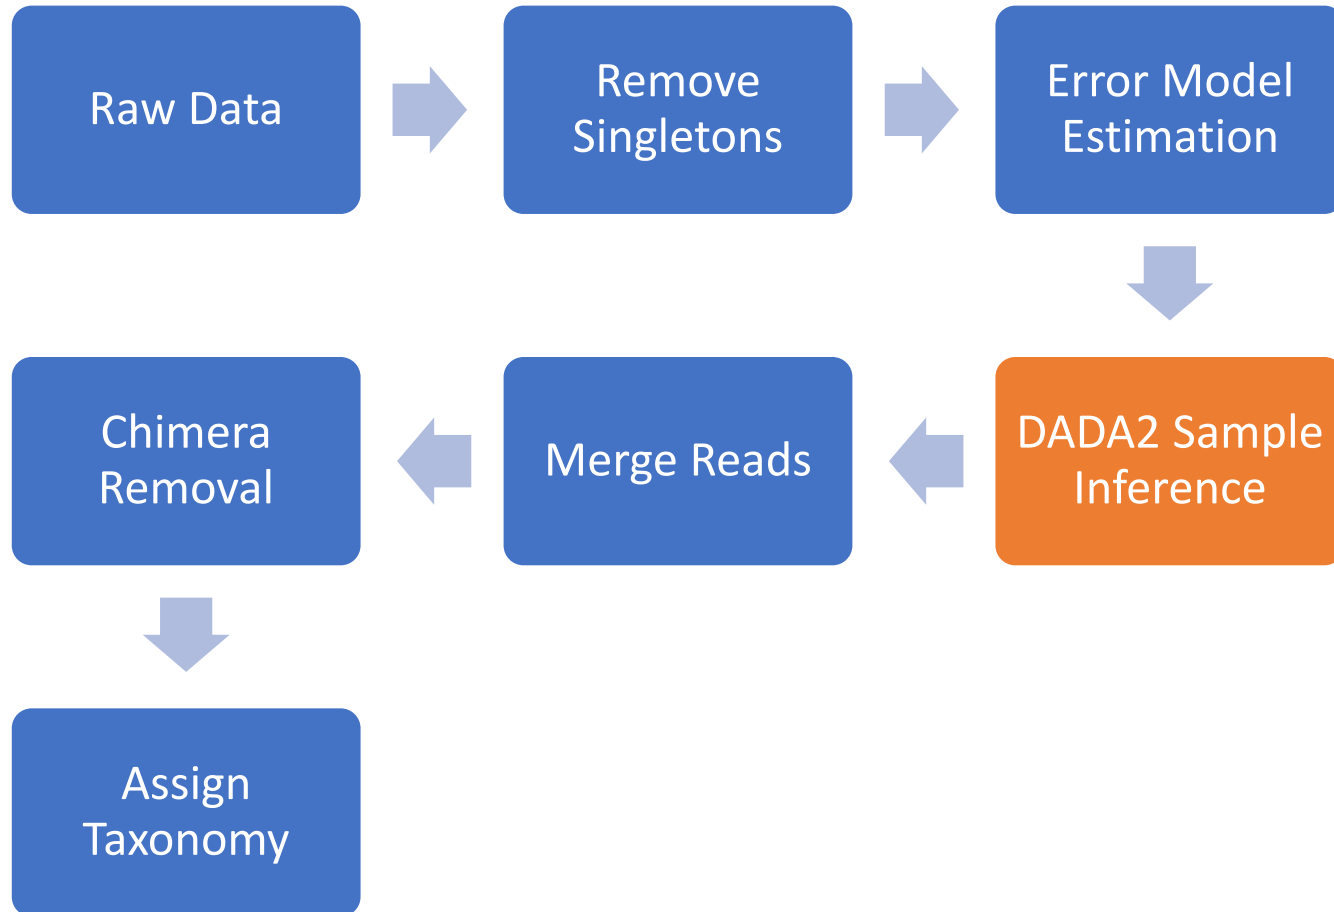 Raw Data
Remove
Singletons
Error Model
Estimation
DADA2 Sample
Inference
Merge Reads
Chimera
Removal
Assign
Taxonomy